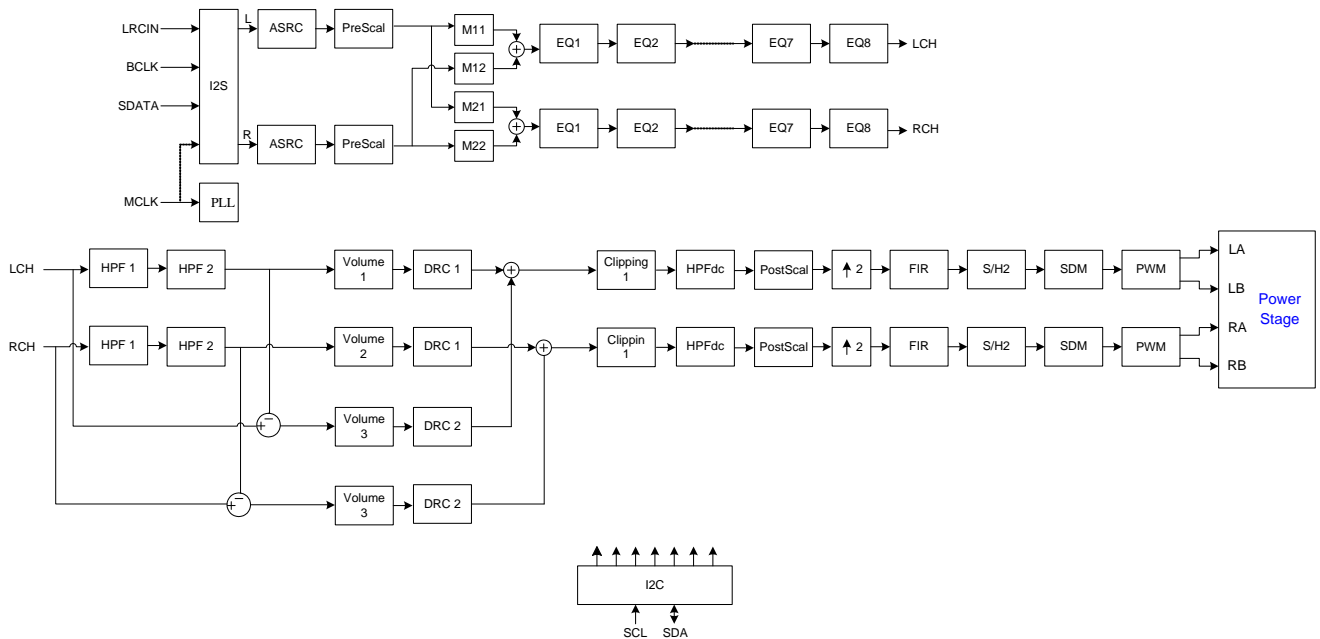 LRCIN
BCLK
SDATA
MCLK
I2S
PLL
L
ASRC
PreScal
M11
M12
EQ1
EQ2
EQ7
EQ8
LCH
R
ASRC
PreScal
M21
M22
EQ1
EQ2
EQ7
EQ8
RCH
LCH
HPF 1
HPF 2
Volume
1
DRC 1
Clipping
1
HPFdc
PostScal
↑ 2
FIR
S/H2
SDM
PWM
LA
LB
RA
RB
Power
Stage
RCH
HPF 1
HPF 2
Volume
2
DRC 1
Clippin
1
HPFdc
PostScal
↑ 2
FIR
S/H2
SDM
PWM
Volume
3
DRC 2
Volume
3
DRC 2
I2C
SCL
SDA